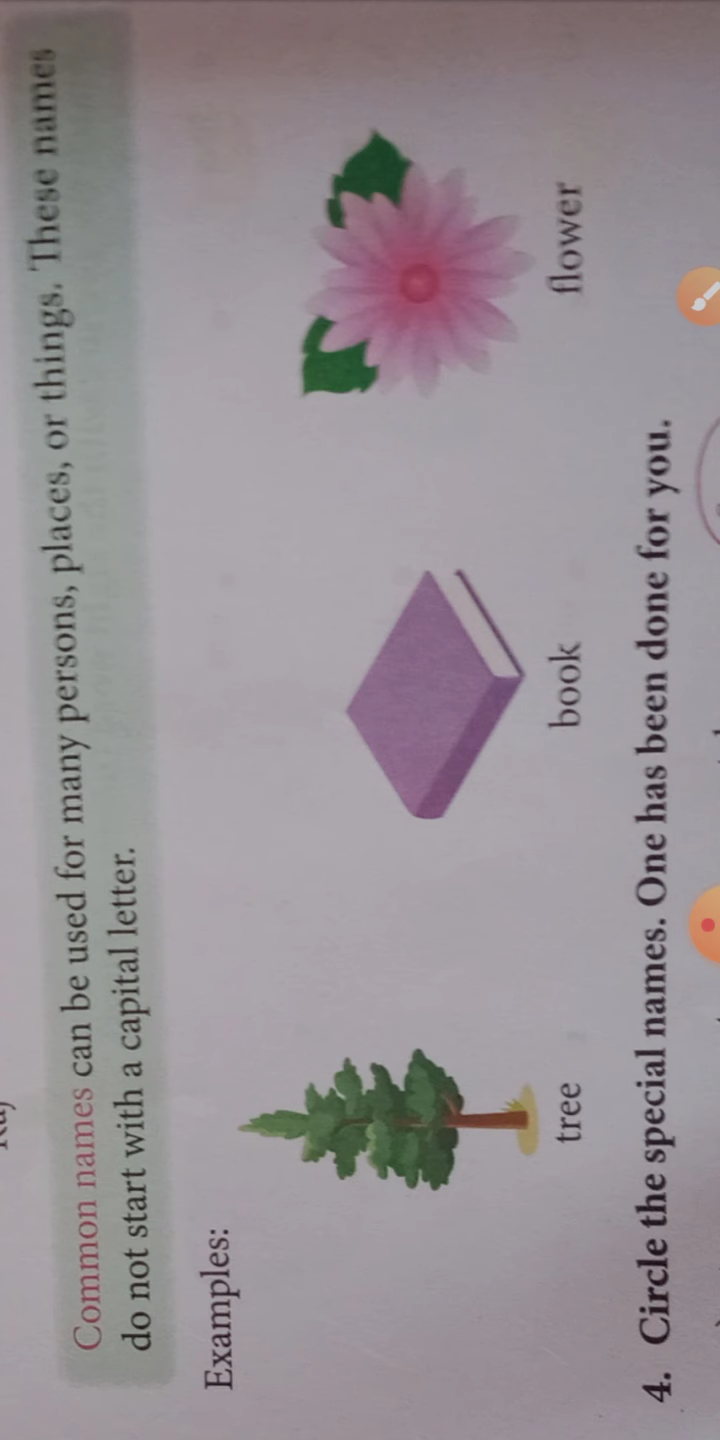 Common names can be used for many persons, places, or things. These names
do not start with a capital letter.
Examples:
tree book flower
4. Circle the special names. One has been done for you.